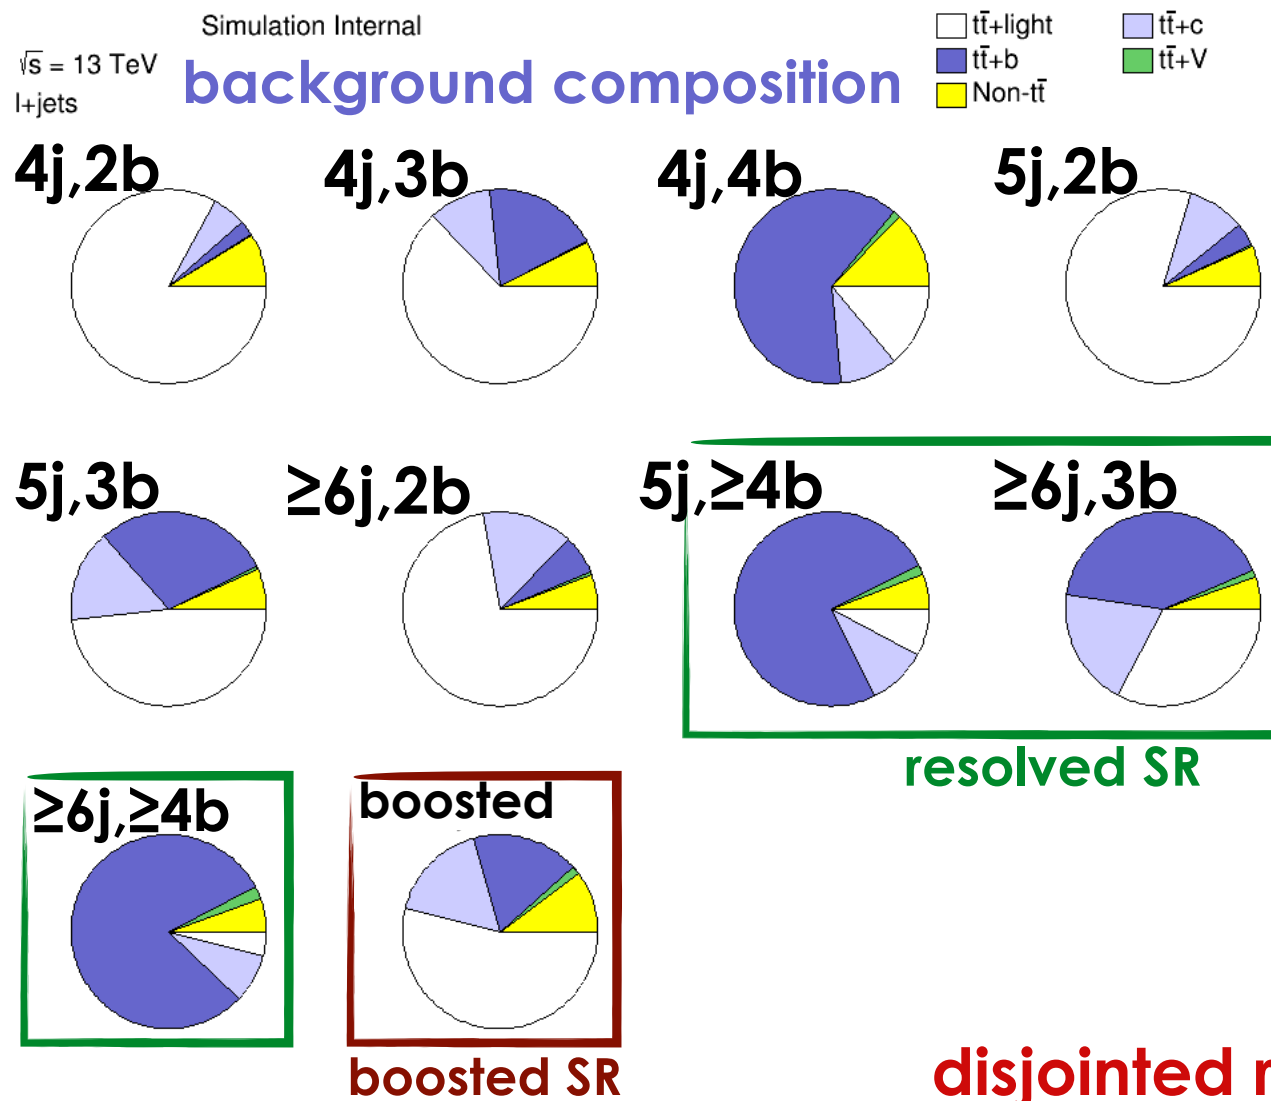 Simulation Internal
√s = 13 TeV
l+jets
background composition
tt̄+light
tt̄+c
tt̄+b
tt̄+V
Non-tt̄
4j,2b
4j,3b
4j,4b
5j,2b
5j,3b
≥6j,2b
5j,≥4b
≥6j,3b
resolved SR
≥6j,≥4b
boosted
boosted SR
disjointed